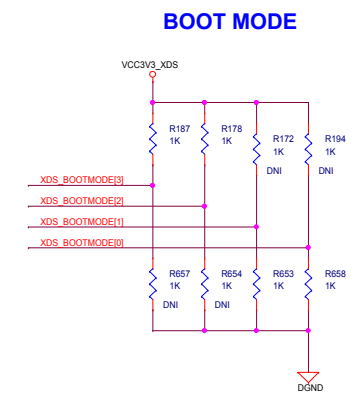 BOOT MODE
VCC3V3_XDS
R187 R178 R172 R194
1K 1K 1K 1K
DNI DNI
XDS_BOOTMODE[3]
XDS_BOOTMODE[2]
XDS_BOOTMODE[1]
XDS_BOOTMODE[0]
R657 R654 R653 R658
1K 1K 1K 1K
DNI DNI
DGND